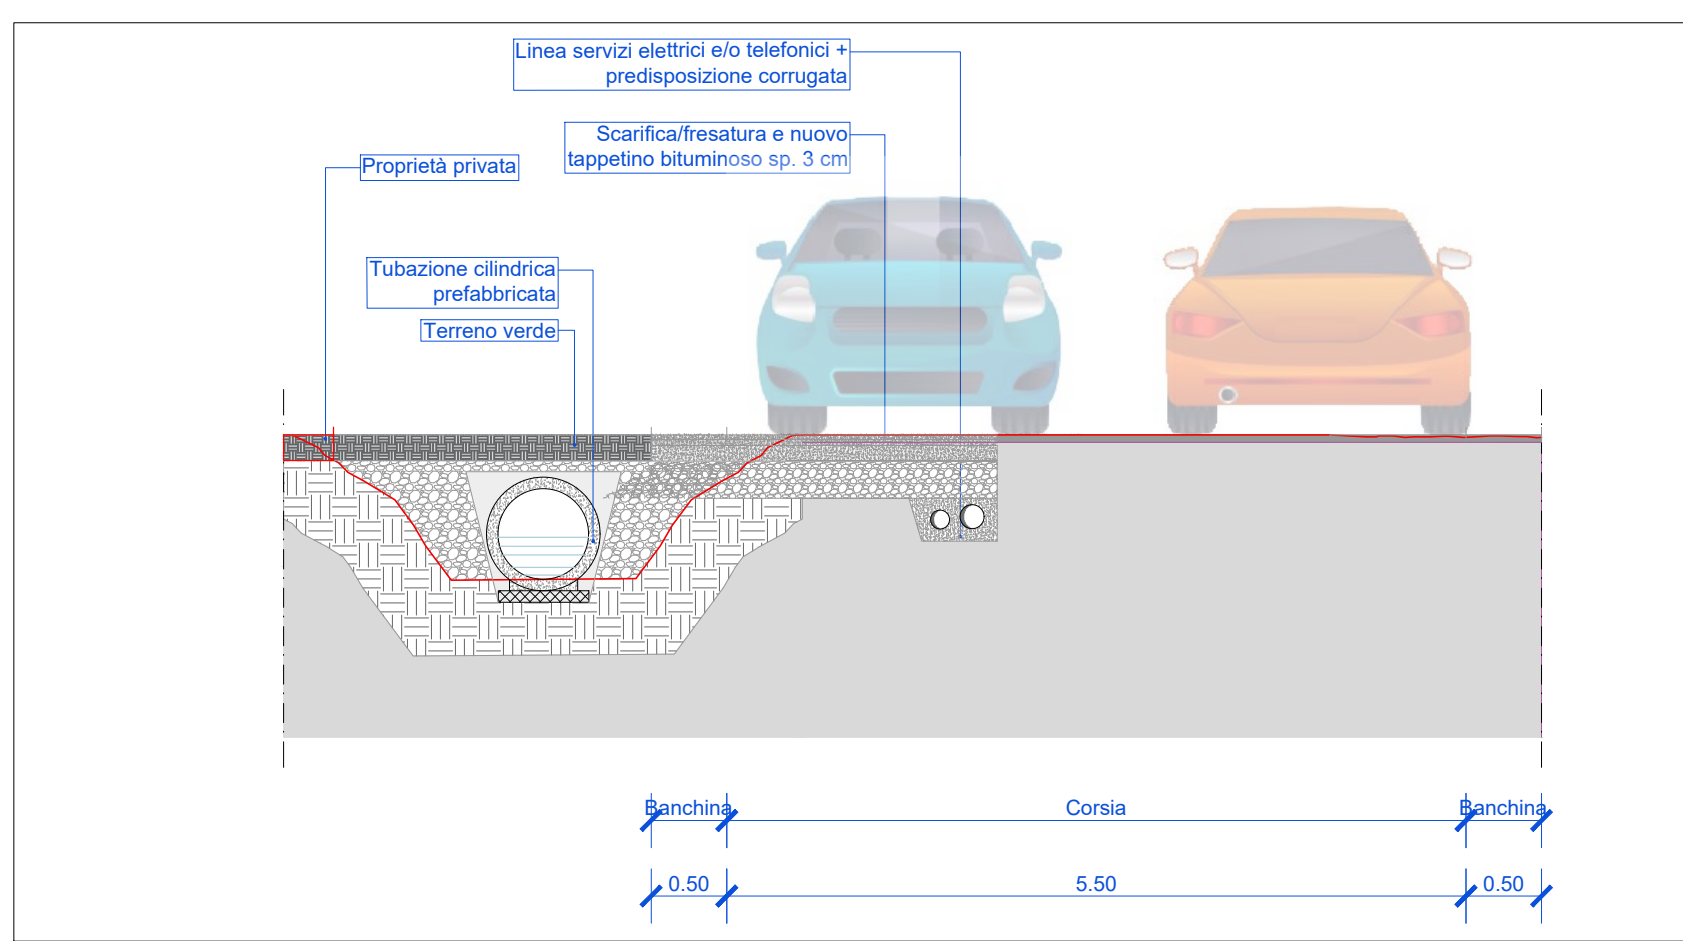 Linea servizi elettrici e/o telefonici +
predisposizione corrugata
Scarifica/fresatura e nuovo
tappetino bituminoso sp. 3 cm
Proprietà privata
Tubazione cilindrica
prefabbricata
Terreno verde
Banchina
Corsia
Banchina
0.50
5.50
0.50